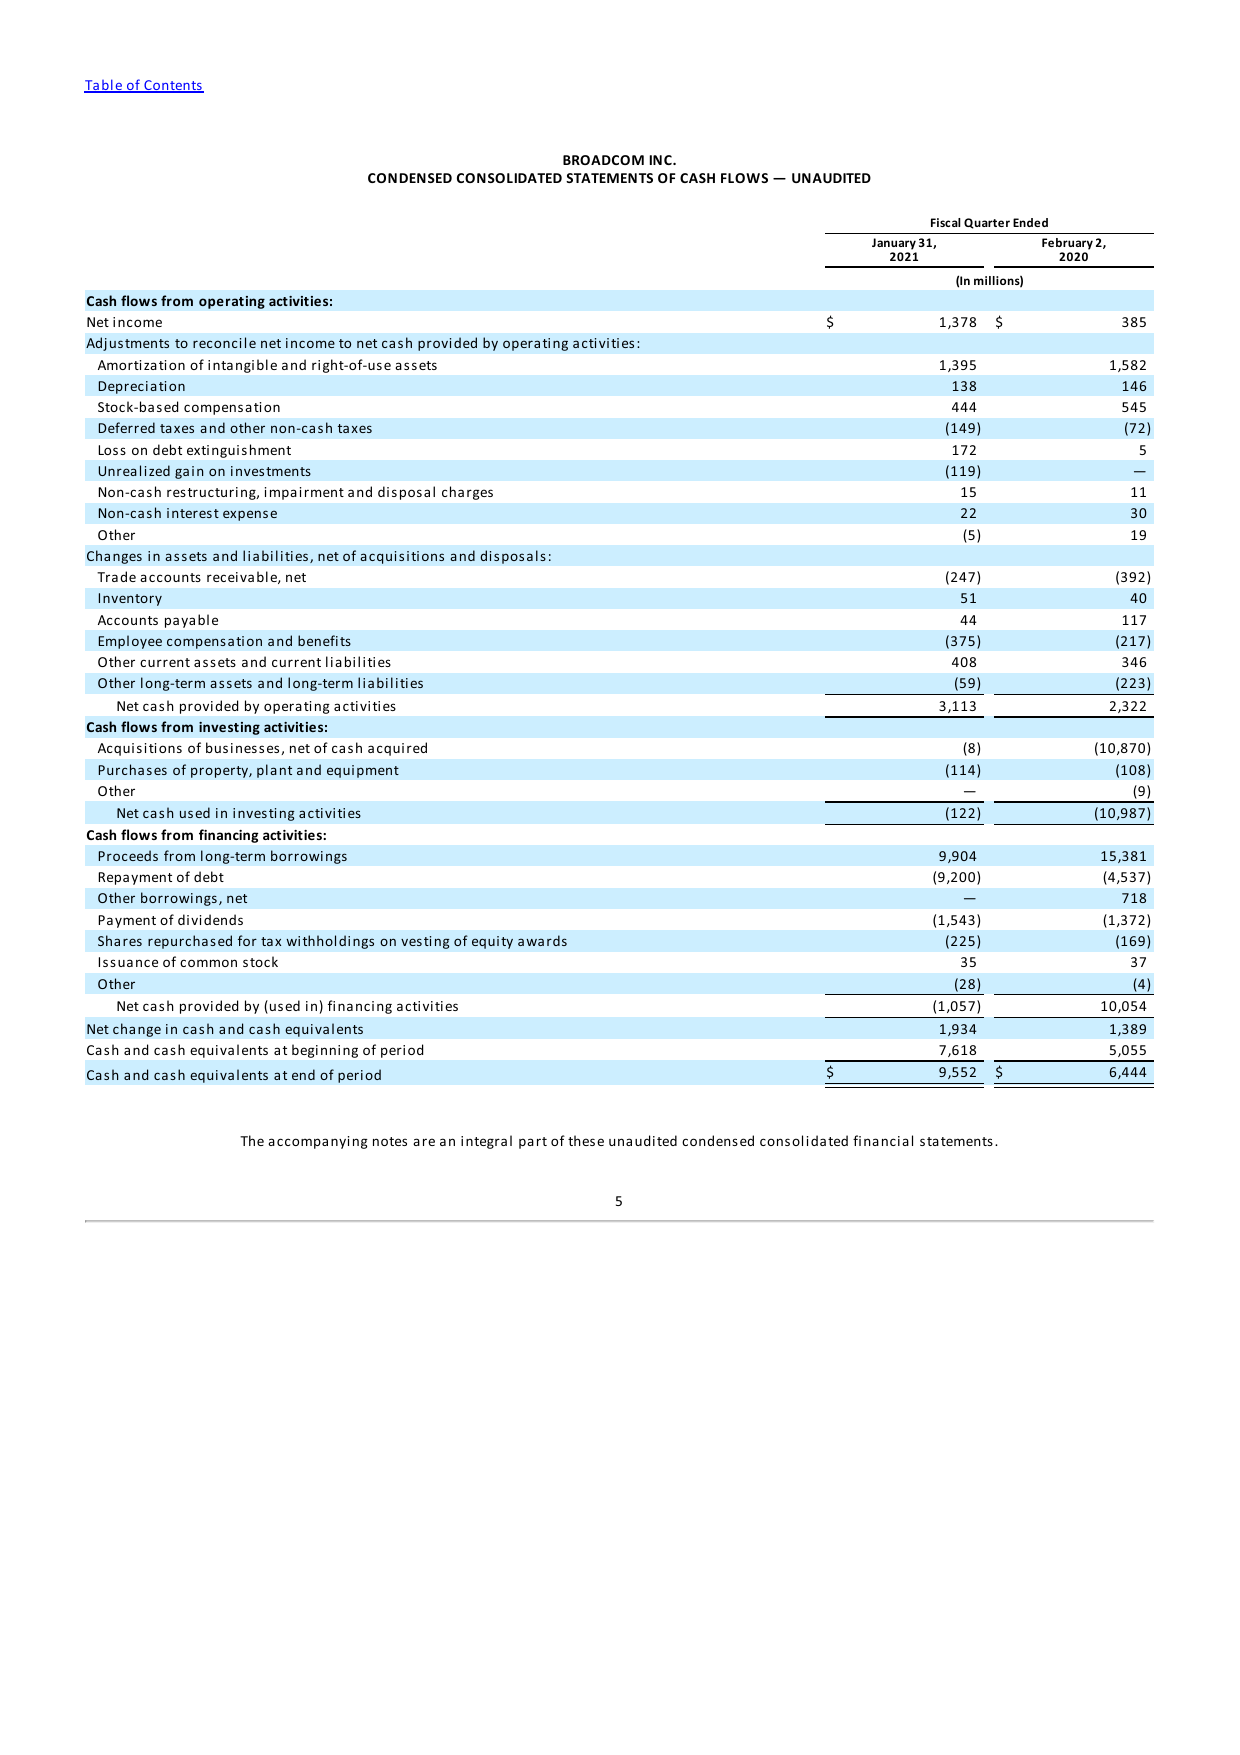 Table of Contents
BROADCOM INC.
CONDENSED CONSOLIDATED STATEMENTS OF CASH FLOWS — UNAUDITED
Fiscal Quarter Ended
January 31, 2021 February 2, 2020
(In millions)
Cash flows from operating activities:
Net income $ 1,378 $ 385
Adjustments to reconcile net income to net cash provided by operating activities:
Amortization of intangible and right-of-use assets 1,395 1,582
Depreciation 138 146
Stock-based compensation 444 545
Deferred taxes and other non-cash taxes (149) (72)
Loss on debt extinguishment 172 5
Unrealized gain on investments (119) —
Non-cash restructuring, impairment and disposal charges 15 11
Non-cash interest expense 22 30
Other (5) 19
Changes in assets and liabilities, net of acquisitions and disposals:
Trade accounts receivable, net (247) (392)
Inventory 51 40
Accounts payable 44 117
Employee compensation and benefits (375) (217)
Other current assets and current liabilities 408 346
Other long-term assets and long-term liabilities (59) (223)
Net cash provided by operating activities 3,113 2,322
Cash flows from investing activities:
Acquisitions of businesses, net of cash acquired (8) (10,870)
Purchases of property, plant and equipment (114) (108)
Other — (9)
Net cash used in investing activities (122) (10,987)
Cash flows from financing activities:
Proceeds from long-term borrowings 9,904 15,381
Repayment of debt (9,200) (4,537)
Other borrowings, net — 718
Payment of dividends (1,543) (1,372)
Shares repurchased for tax withholdings on vesting of equity awards (225) (169)
Issuance of common stock 35 37
Other (28) (4)
Net cash provided by (used in) financing activities (1,057) 10,054
Net change in cash and cash equivalents 1,934 1,389
Cash and cash equivalents at beginning of period 7,618 5,055
Cash and cash equivalents at end of period $ 9,552 $ 6,444
The accompanying notes are an integral part of these unaudited condensed consolidated financial statements.
5